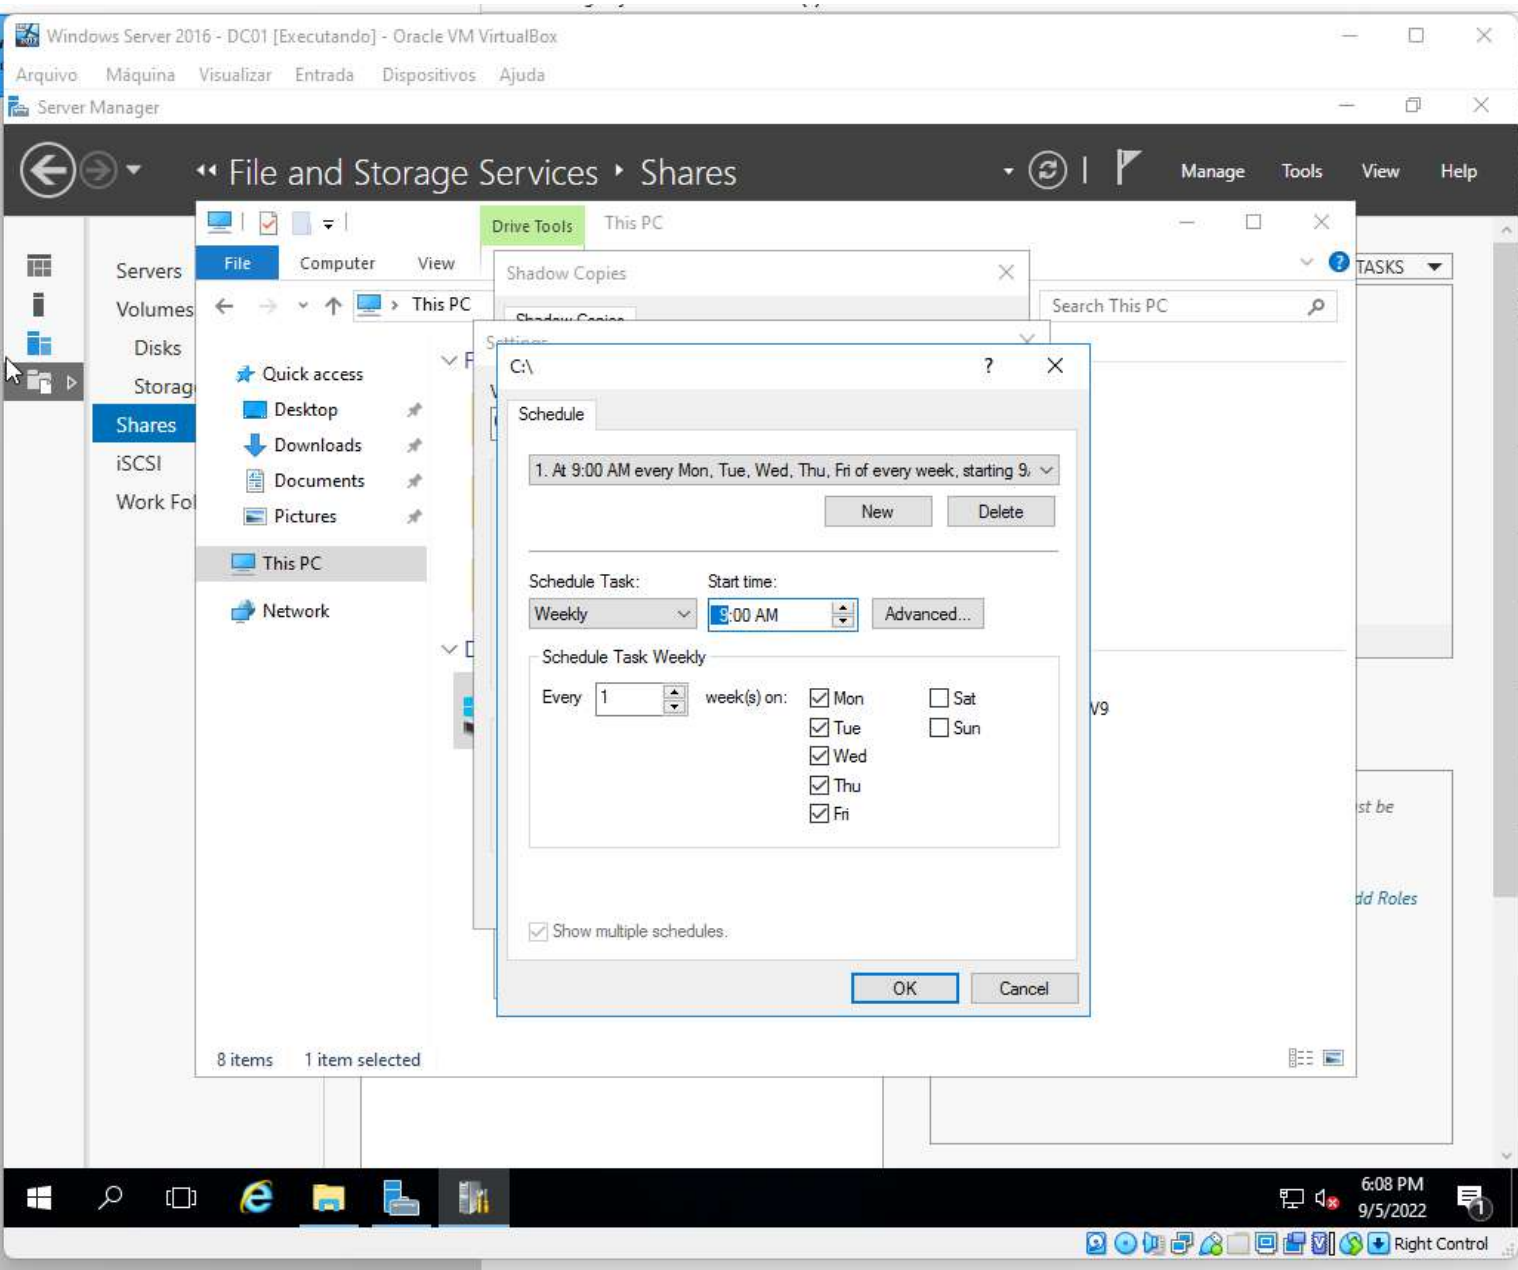 Windows Server 2016 - DC01 [Executando] - Oracle VM VirtualBox
Arquivo Máquina Visualizar Entrada Dispositivos Ajuda
Server Manager
File and Storage Services Shares
Manage Tools View Help
Drive Tools This PC
File Computer View
TASKS
This PC
Search This PC
Shadow Copies
Shadow Copies
Settings
Servers
Volumes
Disks
Storag
Shares
iSCSI
Work Fol
Quick access
Desktop
Downloads
Documents
Pictures
This PC
Network
C:\
Schedule
1. At 9:00 AM every Mon, Tue, Wed, Thu, Fri of every week, starting 9/
New Delete
Schedule Task: Start time:
Weekly 9:00 AM Advanced...
Schedule Task Weekly
Every 1 week(s) on: Mon Sat
Tue Sun
Wed
Thu
Fri
Show multiple schedules.
OK Cancel
V9
be
dd Roles
8 items 1 item selected
6:08 PM
9/5/2022
1
Right Control